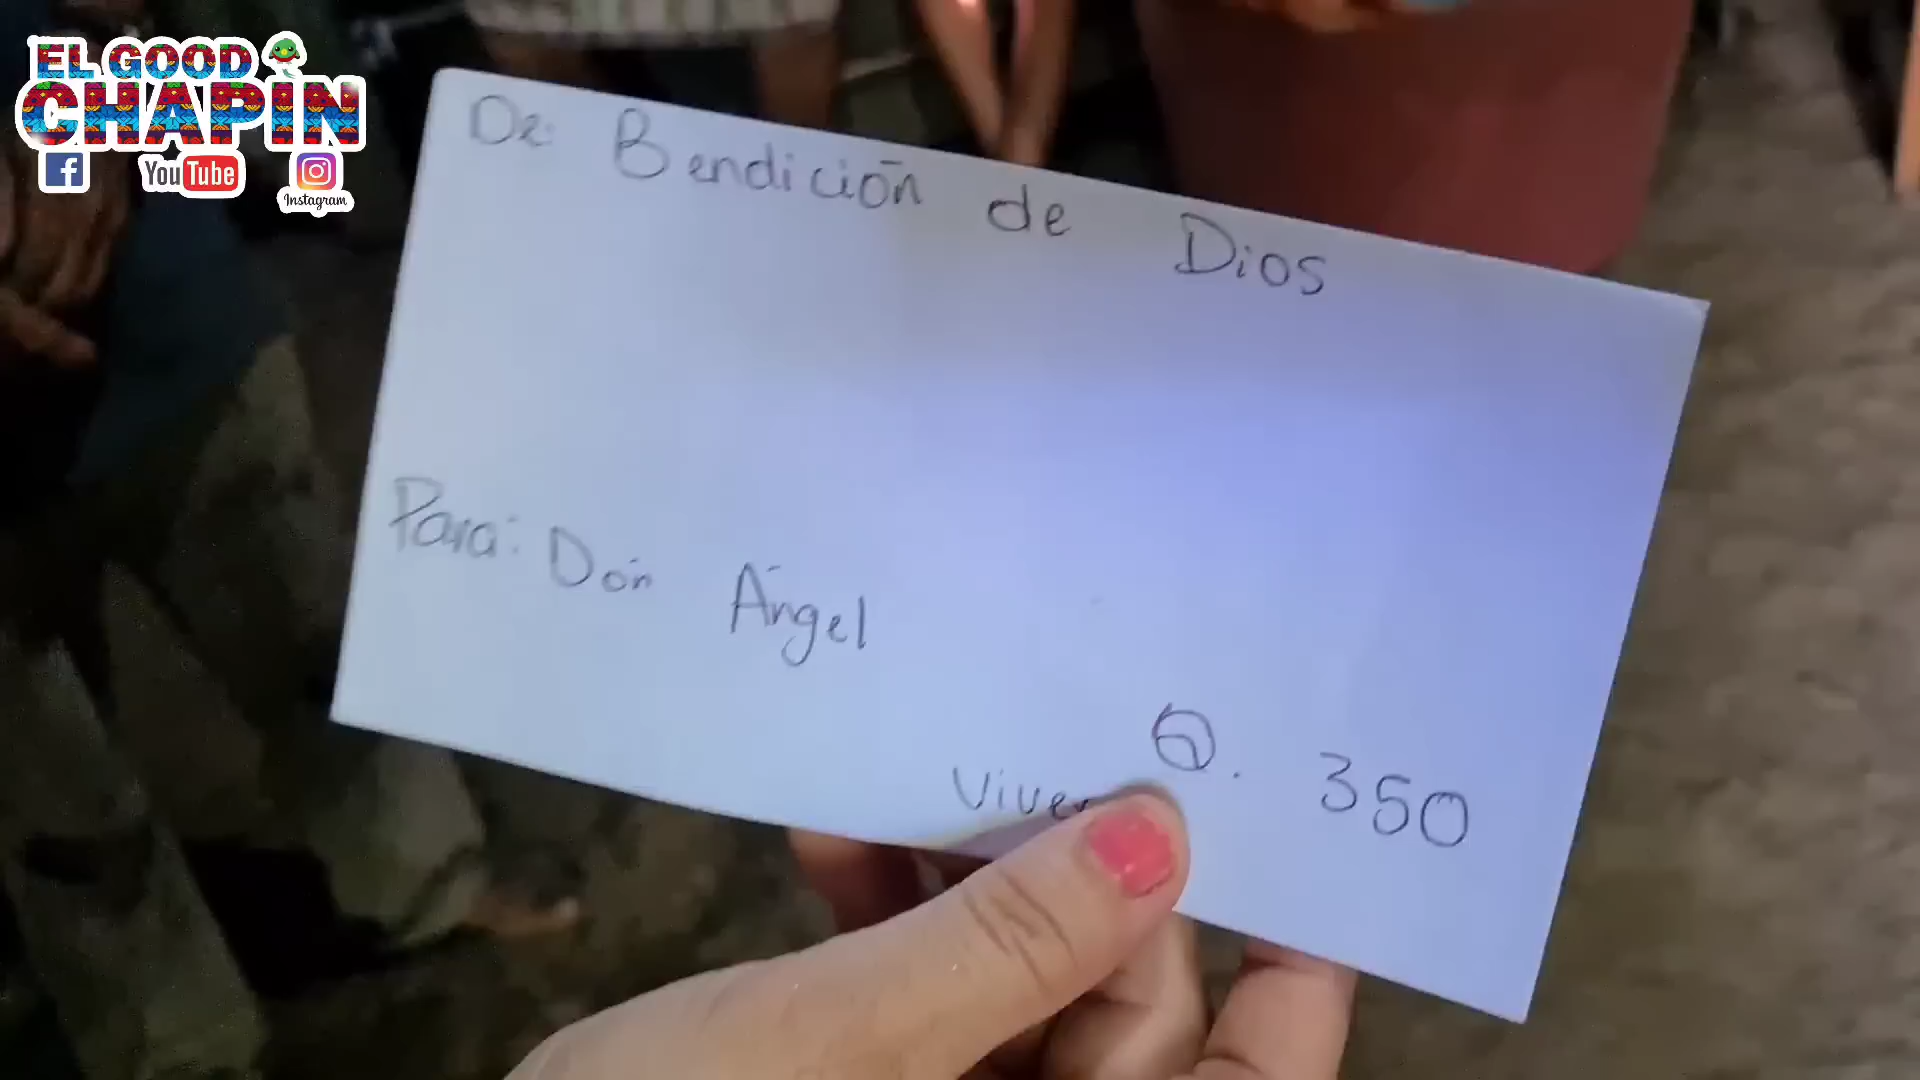 EL GOOD
CHAPIN
YouTube
Instagram
De: Bendición de Dios
Para: Don Ángel
Q. 350